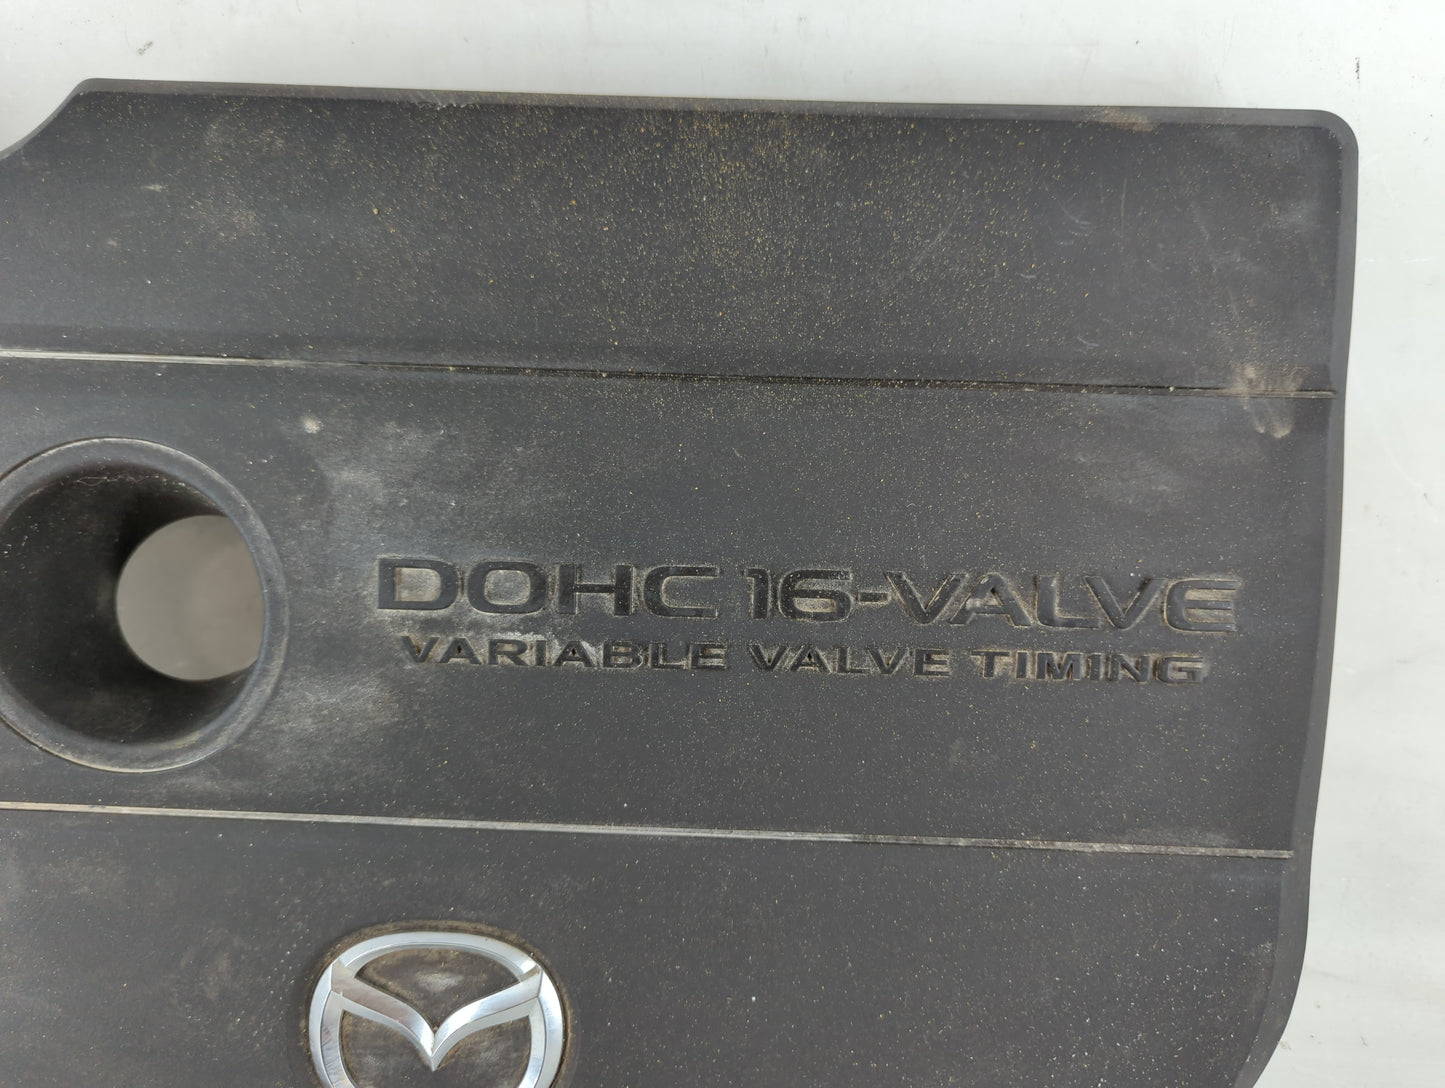 DOHC 16-VALVE
VARIABLE VALVE TIMING